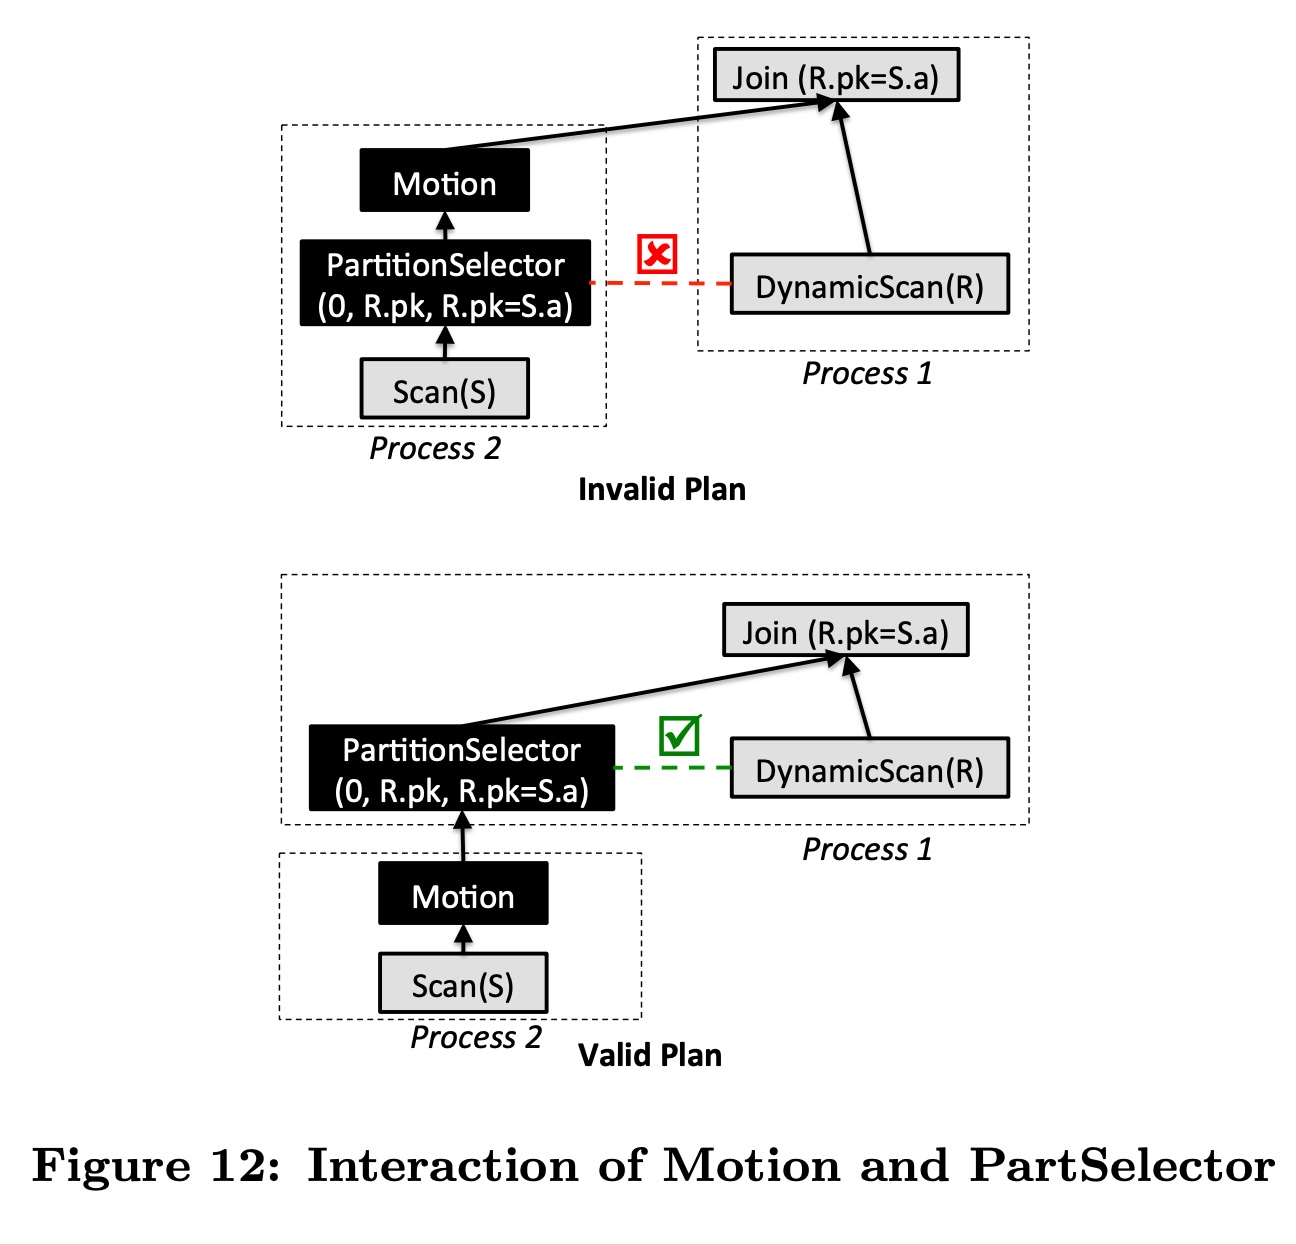 Join (R.pk=S.a)
Motion
PartitionSelector
(0, R.pk, R.pk=S.a)
DynamicScan(R)
Scan(S)
Process 1
Process 2
Invalid Plan
Join (R.pk=S.a)
PartitionSelector
(0, R.pk, R.pk=S.a)
DynamicScan(R)
Process 1
Motion
Scan(S)
Process 2
Valid Plan
Figure 12: Interaction of Motion and PartSelector